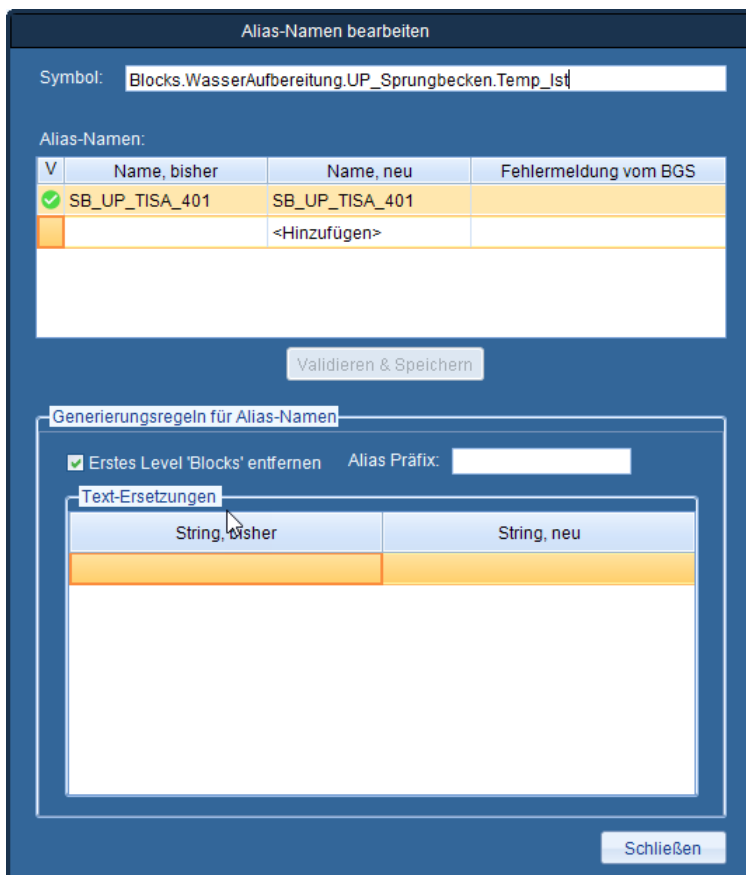 Alias-Namen bearbeiten
Symbol: Blocks.WasserAufbereitung.UP_Sprungbecken.Temp_Ist
Alias-Namen:
V Name, bisher Name, neu Fehlermeldung vom BGS
SB_UP_TISA_401 SB_UP_TISA_401
<Hinzufügen>
Validieren & Speichern
Generierungsregeln für Alias-Namen
Erstes Level 'Blocks' entfernen Alias Präfix:
Text-Ersetzungen
String, bisher String, neu
Schließen